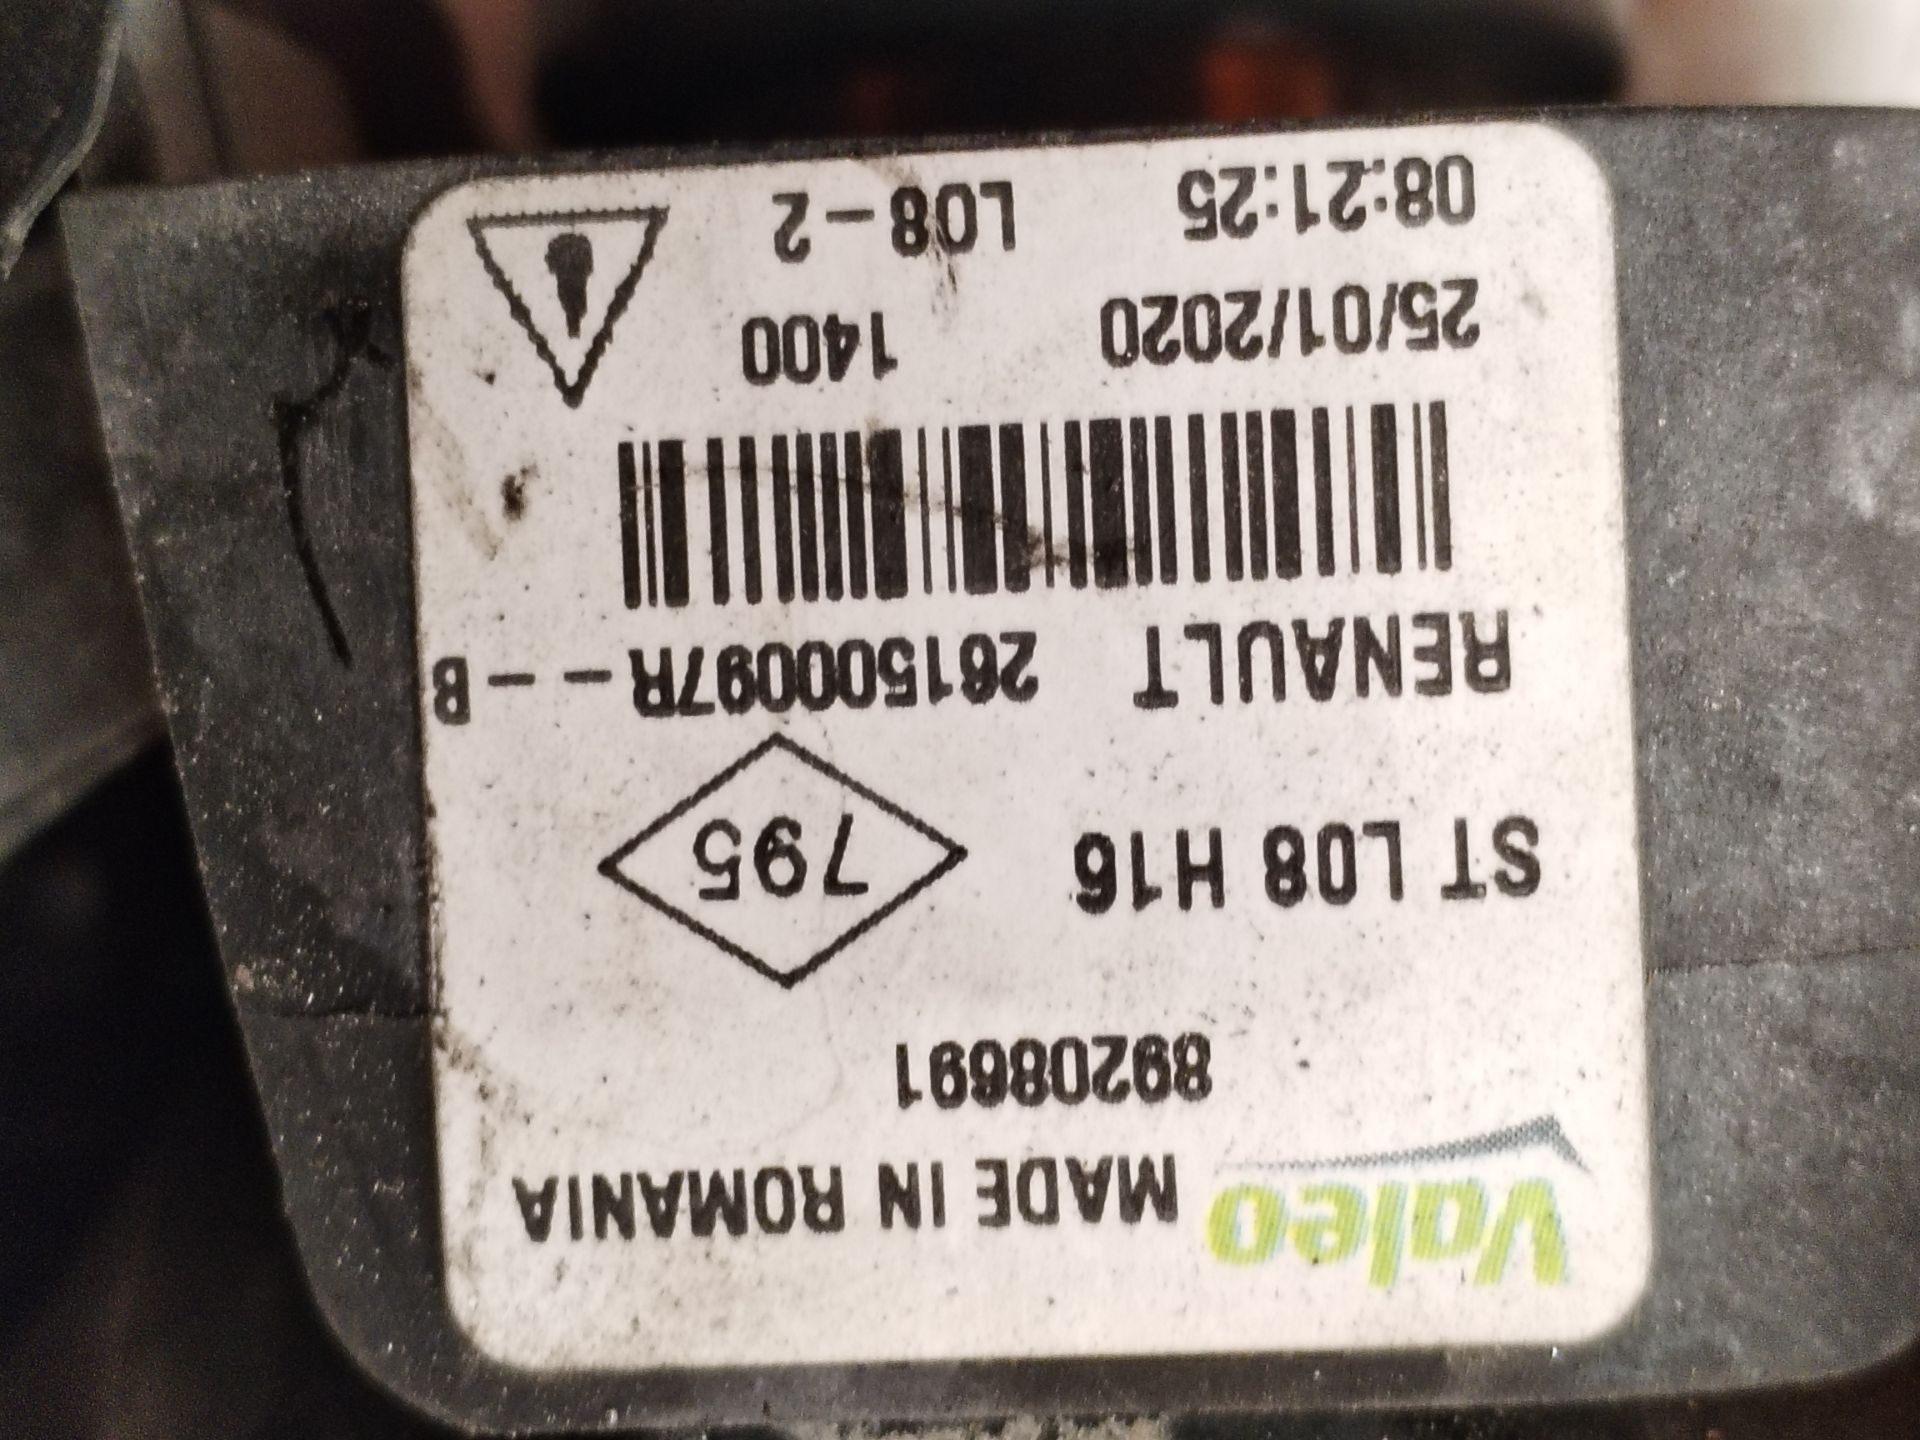 Valeo MADE IN ROMANIA
89208691
ST L08 H16 795
RENAULT 261500097R--B
25/01/2020 1400
08:21:25 L08-2